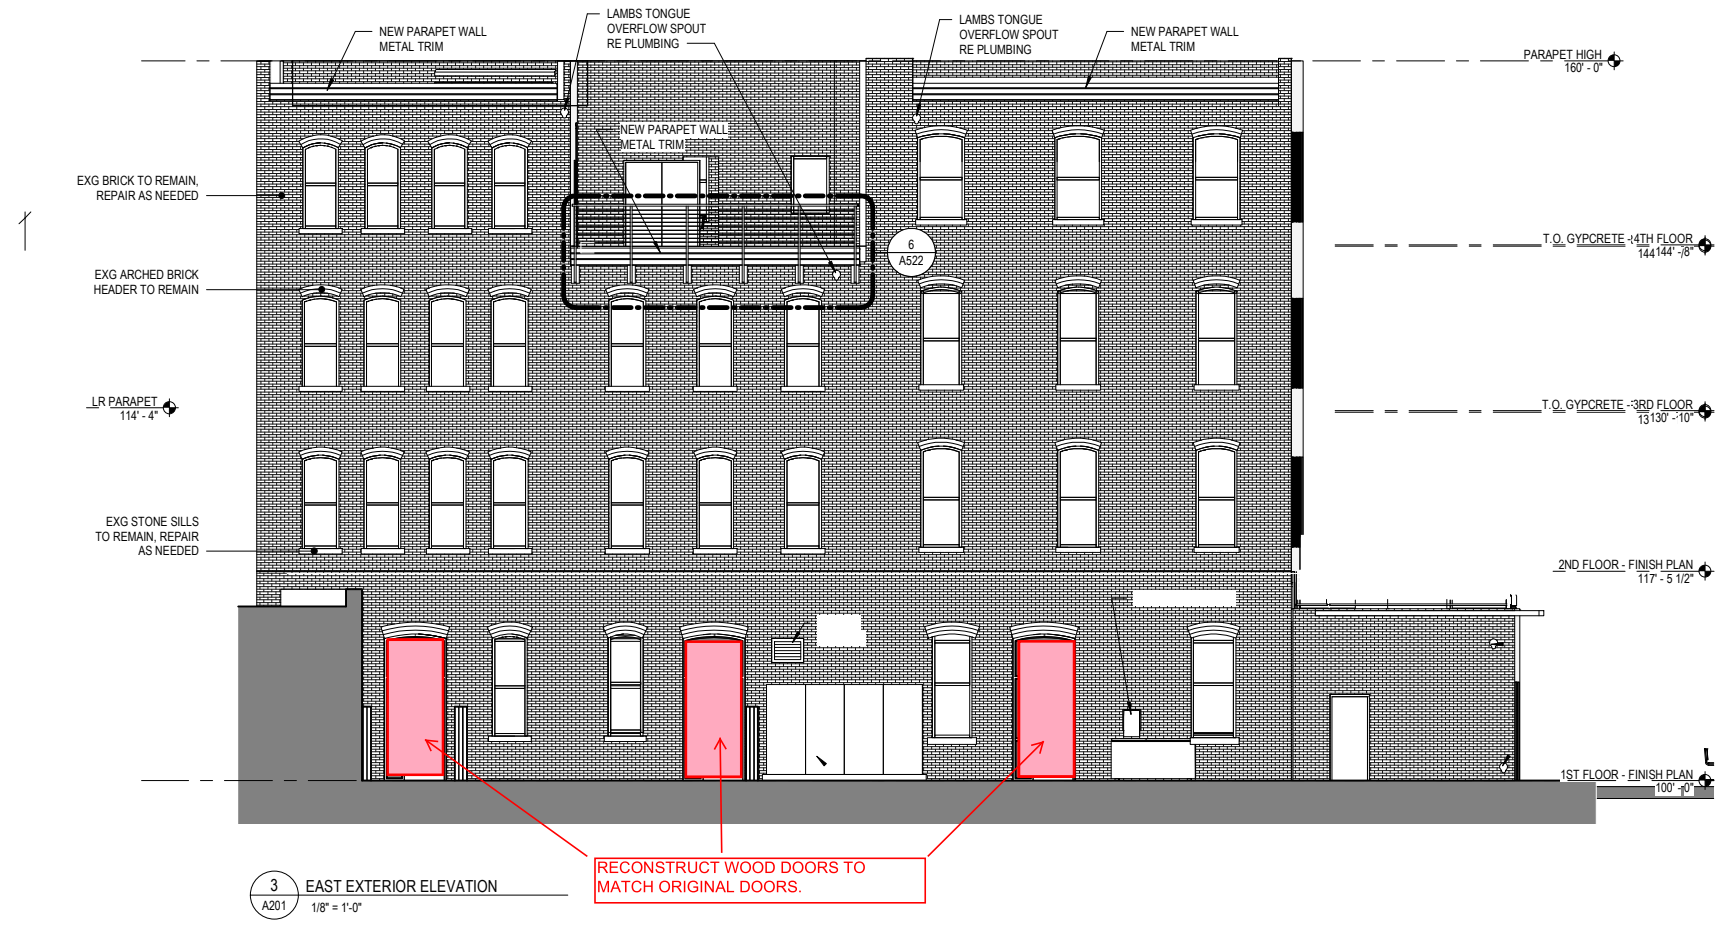 LAMBS TONGUE
OVERFLOW SPOUT
RE PLUMBING
NEW PARAPET WALL
METAL TRIM
LAMBS TONGUE
OVERFLOW SPOUT
RE PLUMBING
NEW PARAPET WALL
METAL TRIM
PARAPET HIGH
160' - 0"
NEW PARAPET WALL
METAL TRIM
EXG BRICK TO REMAIN,
REPAIR AS NEEDED
6
A522
T.O. GYPCRETE - 4TH FLOOR
EXG ARCHED BRICK
HEADER TO REMAIN
LR PARAPET
114' - 4"
T.O. GYPCRETE - 3RD FLOOR
EXG STONE SILLS
TO REMAIN, REPAIR
AS NEEDED
2ND FLOOR - FINISH PLAN
117' - 5 1/2"
1ST FLOOR - FINISH PLAN
100' - 0"
RECONSTRUCT WOOD DOORS TO
MATCH ORIGINAL DOORS.
3
A201
EAST EXTERIOR ELEVATION
1/8" = 1'-0"